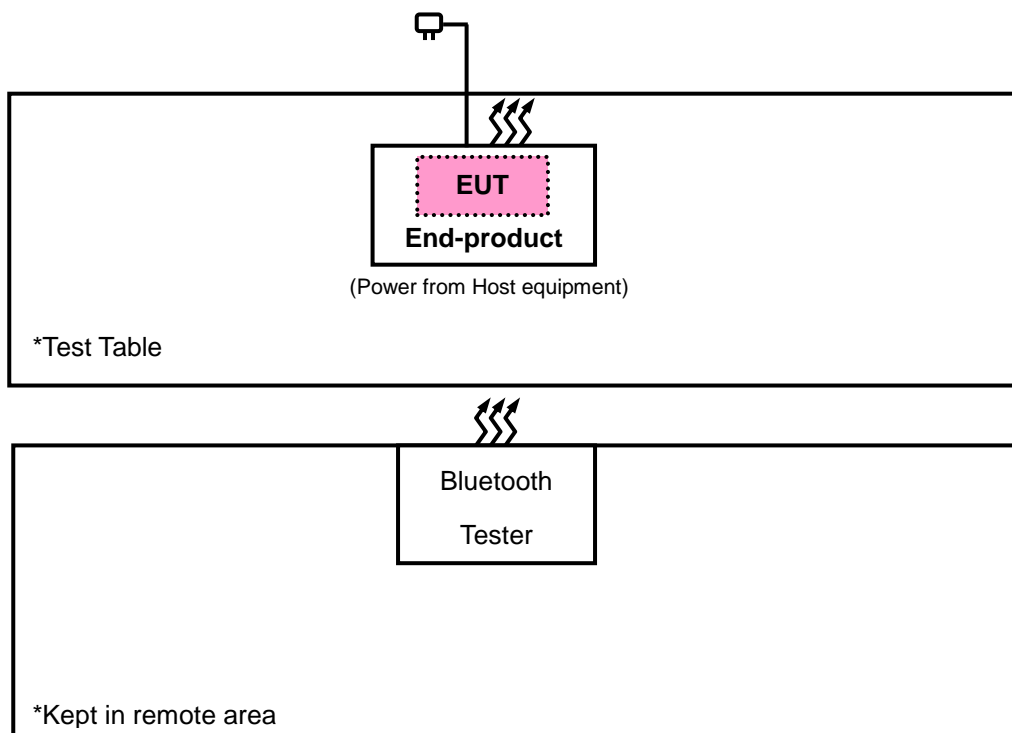 EUT
End-product
(Power from Host equipment)
*Test Table
Bluetooth
Tester
*Kept in remote area